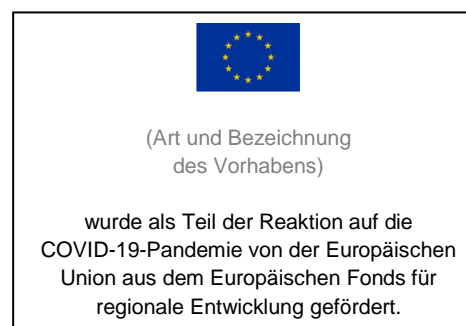 (Art und Bezeichnung
des Vorhabens)
wurde als Teil der Reaktion auf die
COVID-19-Pandemie von der Europäischen
Union aus dem Europäischen Fonds für
regionale Entwicklung gefördert.